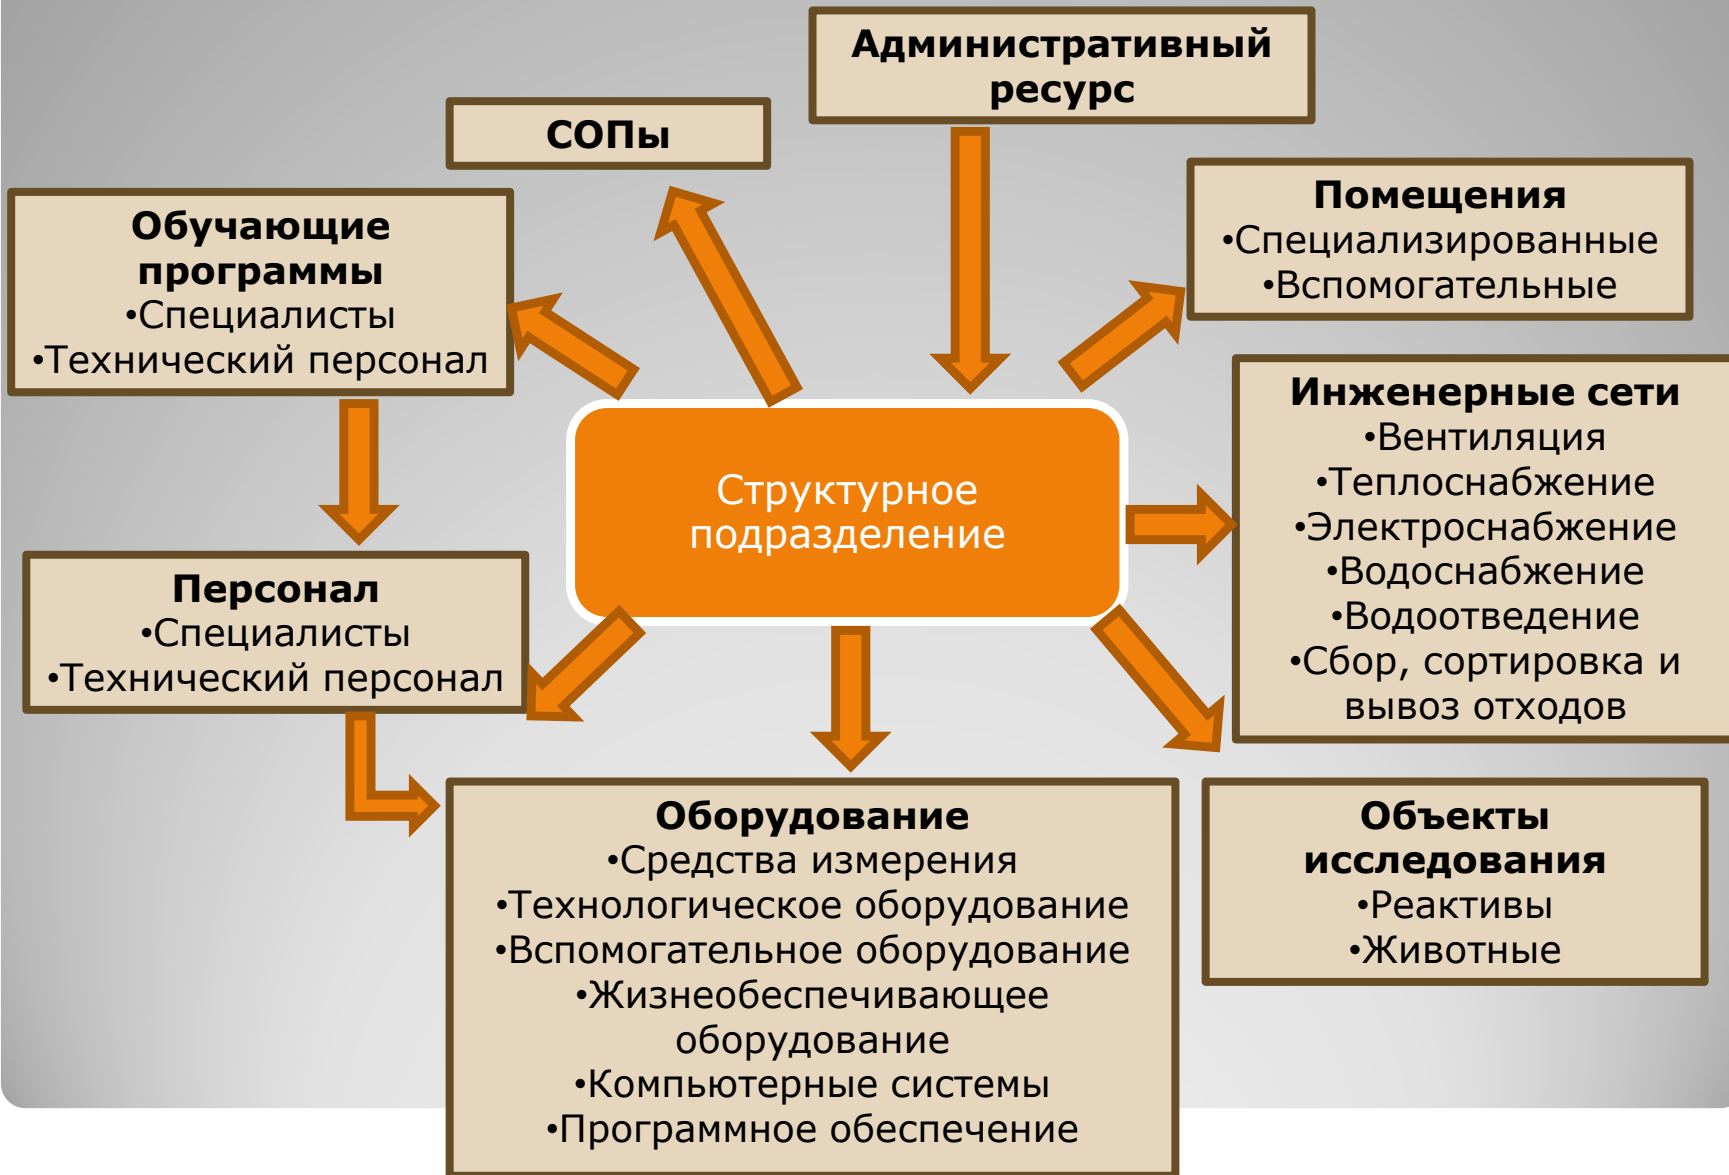 Административный
ресурс
СОПы
Обучающие
программы
•Специалисты
•Технический персонал
Помещения
•Специализированные
•Вспомогательные
Структурное
подразделение
Инженерные сети
•Вентиляция
•Теплоснабжение
•Электроснабжение
•Водоснабжение
•Водоотведение
•Сбор, сортировка и
вывоз отходов
Персонал
•Специалисты
•Технический персонал
Оборудование
•Средства измерения
•Технологическое оборудование
•Вспомогательное оборудование
•Жизнеобеспечивающее
оборудование
•Компьютерные системы
•Программное обеспечение
Объекты
исследования
•Реактивы
•Животные